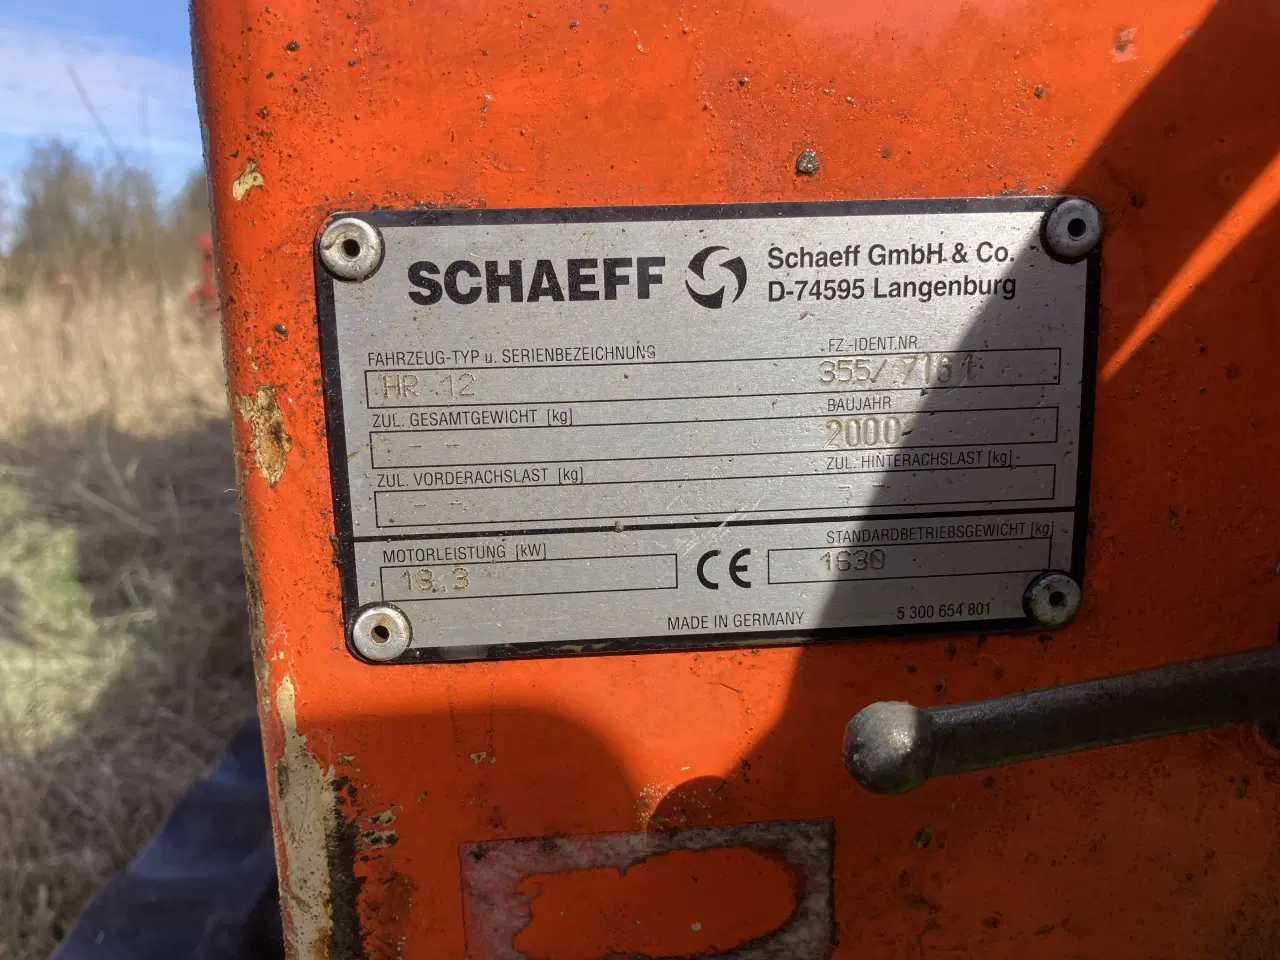 SCHAEFF
Schaeff GmbH & Co.
D-74595 Langenburg
FAHRZEUG-TYP u. SERIENBEZEICHNUNG
FZ.-IDENT.NR.
HR 12
355/ 7161
ZUL. GESAMTGEWICHT [kg]
BAUJAHR
- - -
2000
ZUL. VORDERACHSLAST [kg]
ZUL. HINTERACHSLAST [kg]
- - -
- -
MOTORLEISTUNG [kW]
STANDARDBETRIEBSGEWICHT [kg]
13.3
CE
1630
MADE IN GERMANY
5 300 654 801